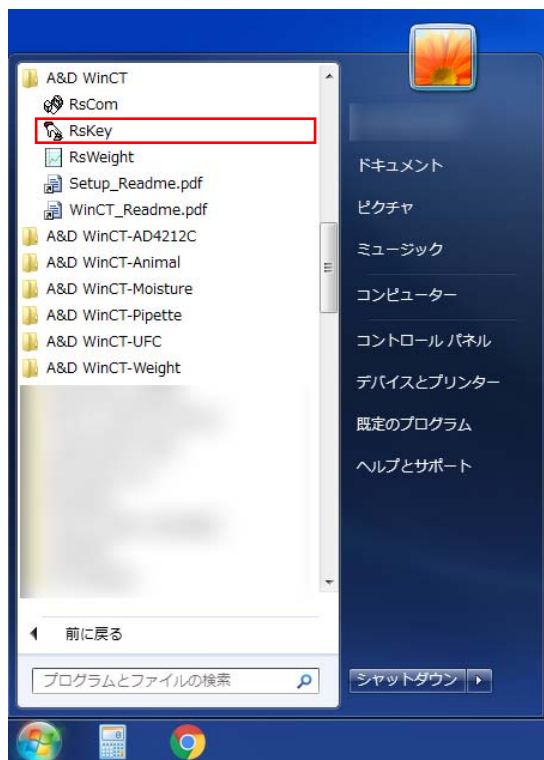 A&D WinCT
RsCom
RsKey
RsWeight
Setup_Readme.pdf
WinCT_Readme.pdf
A&D WinCT-AD4212C
A&D WinCT-Animal
A&D WinCT-Moisture
A&D WinCT-Pipette
A&D WinCT-UFC
A&D WinCT-Weight
前に戻る
プログラムとファイルの検索
ドキュメント
ピクチャ
ミュージック
コンピューター
コントロール パネル
デバイスとプリンター
既定のプログラム
ヘルプとサポート
シャットダウン